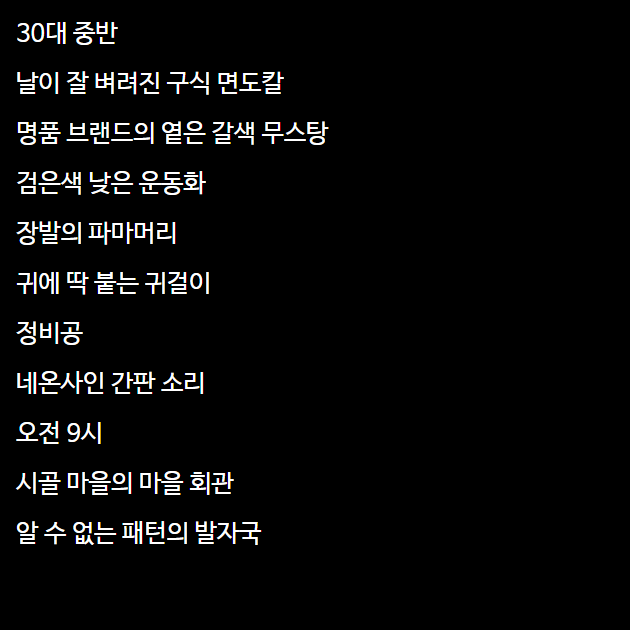 30대 중반
날이 잘 벼려진 구식 면도칼
명품 브랜드의 옅은 갈색 무스탕
검은색 낮은 운동화
장발의 파마머리
귀에 딱 붙는 귀걸이
정비공
네온사인 간판 소리
오전 9시
시골 마을의 마을 회관
알 수 없는 패턴의 발자국